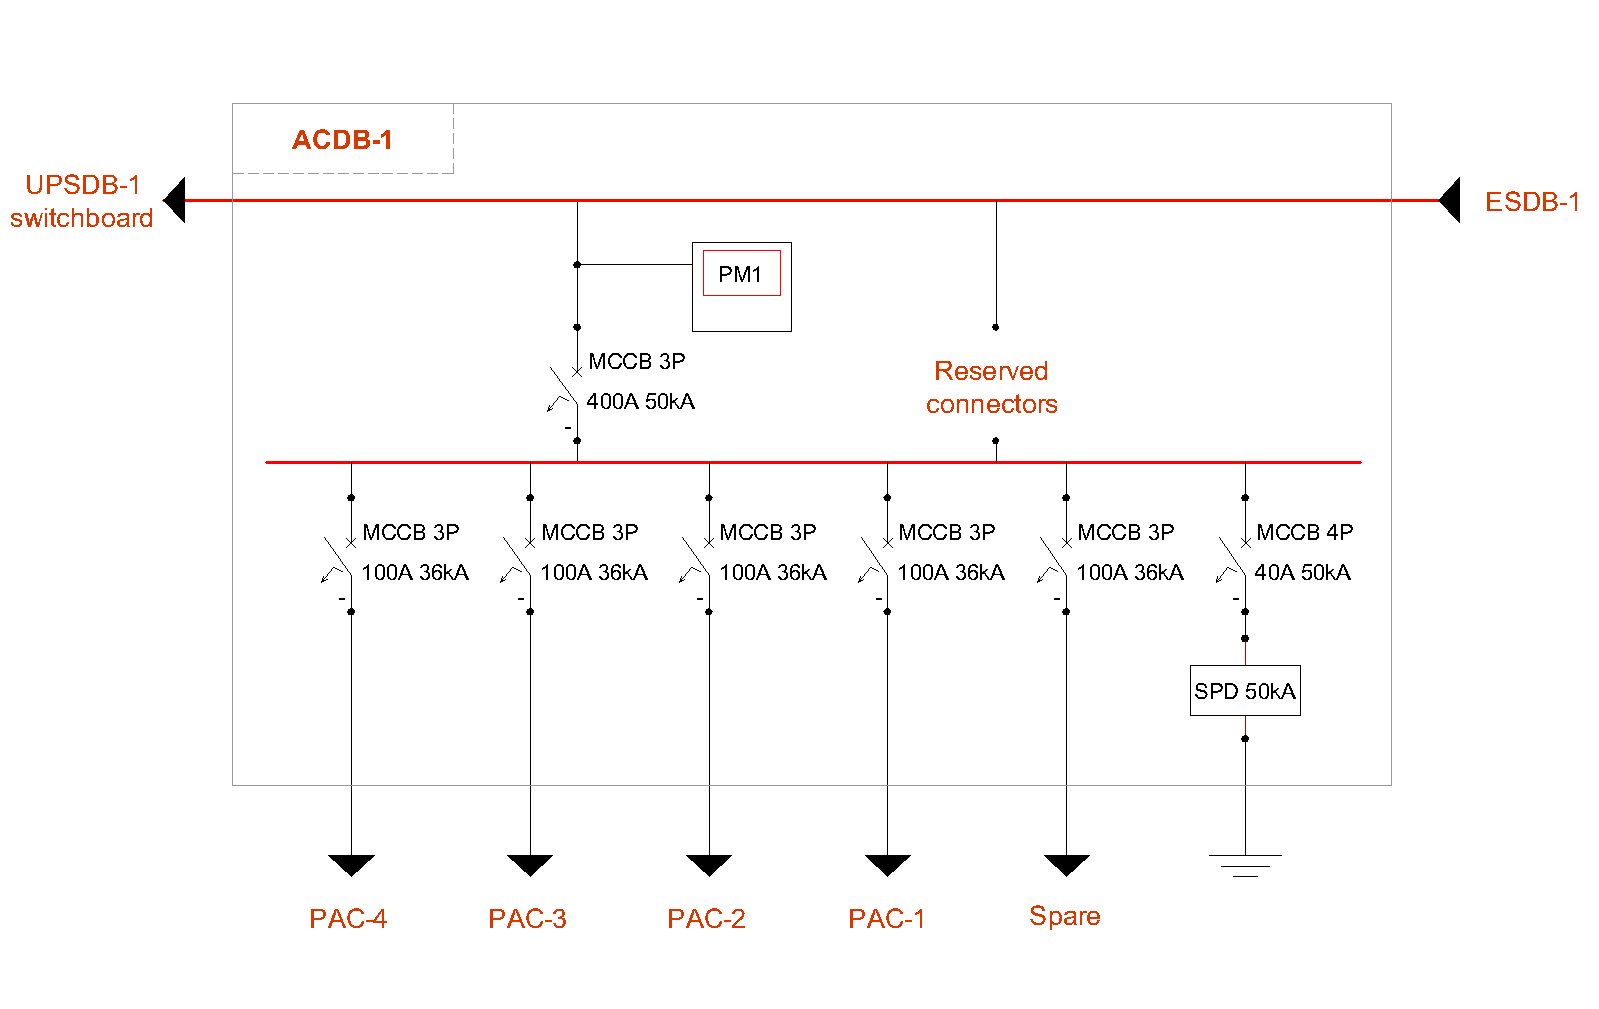 ACDB-1
UPSDB-1
switchboard
ESDB-1
PM1
MCCB 3P
400A 50kA
-
Reserved
connectors
MCCB 3P
100A 36kA
-
MCCB 3P
100A 36kA
-
MCCB 3P
100A 36kA
-
MCCB 3P
100A 36kA
-
MCCB 3P
100A 36kA
-
MCCB 4P
40A 50kA
-
SPD 50kA
PAC-4
PAC-3
PAC-2
PAC-1
Spare